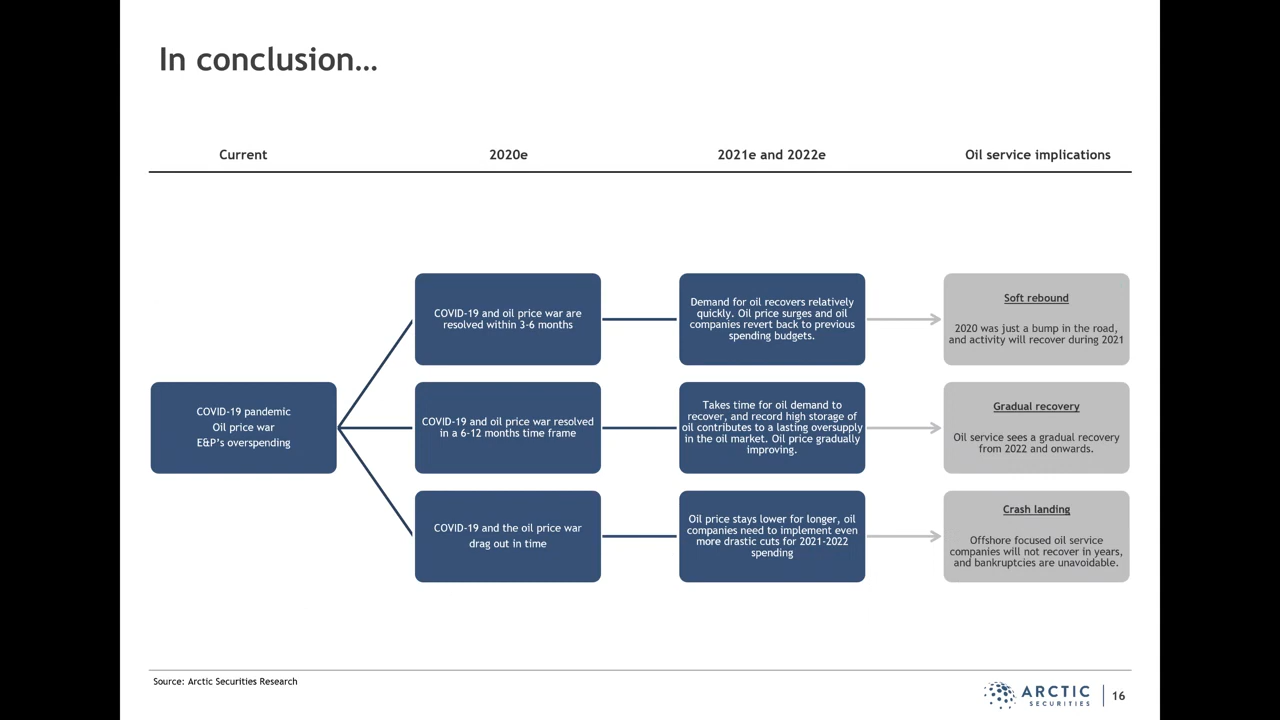 In conclusion…
Current
2020e
2021e and 2022e
Oil service implications
COVID-19 pandemic
Oil price war
E&P’s overspending
COVID-19 and oil price war are
resolved within 3-6 months
Demand for oil recovers relatively
quickly. Oil price surges and oil
companies revert back to previous
spending budgets.
Soft rebound
2020 was just a bump in the road,
and activity will recover during 2021
COVID-19 and oil price war resolved
in a 6-12 months time frame
Takes time for oil demand to
recover, and record high storage of
oil contributes to a lasting oversupply
in the oil market. Oil price gradually
improving.
Gradual recovery
Oil service sees a gradual recovery
from 2022 and onwards.
COVID-19 and the oil price war
drag out in time
Oil price stays lower for longer, oil
companies need to implement even
more drastic cuts for 2021-2022
spending
Crash landing
Offshore focused oil service
companies will not recover in years,
and bankruptcies are unavoidable.
Source: Arctic Securities Research
ARCTIC
SECURITIES
16